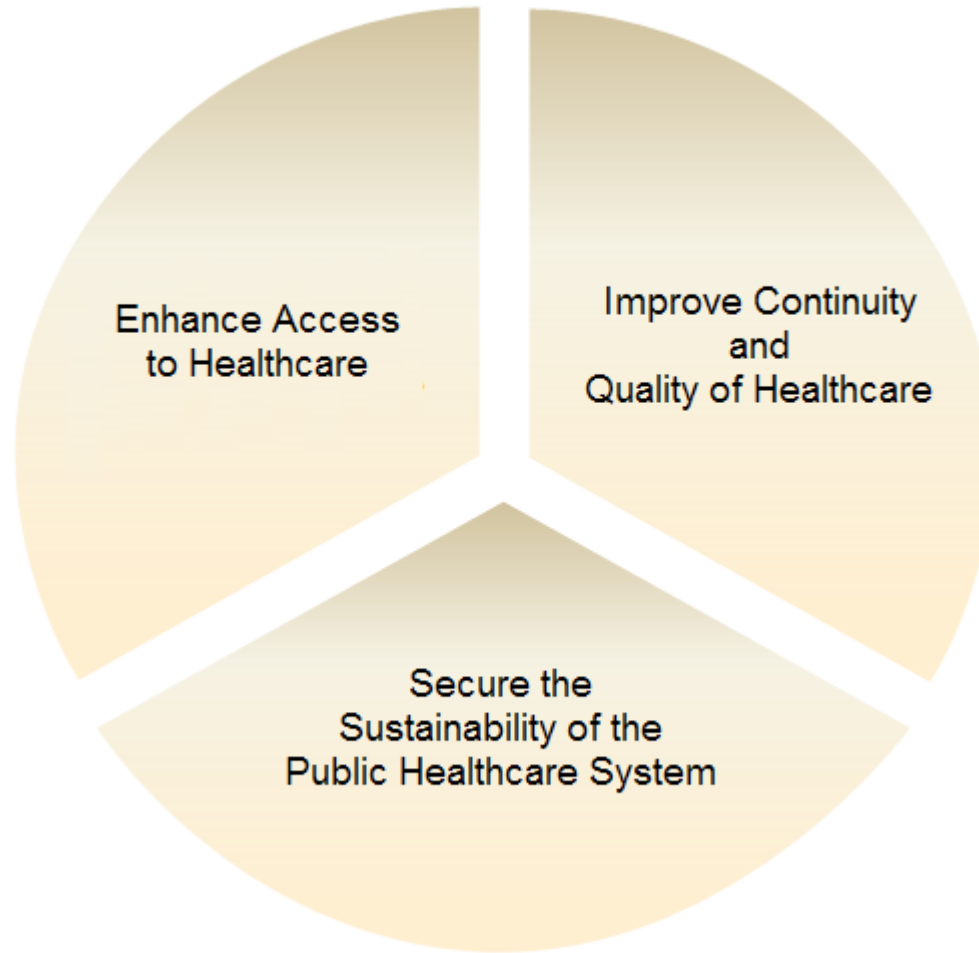 Enhance Access
to Healthcare
Improve Continuity
and
Quality of Healthcare
Secure the
Sustainability of the
Public Healthcare System